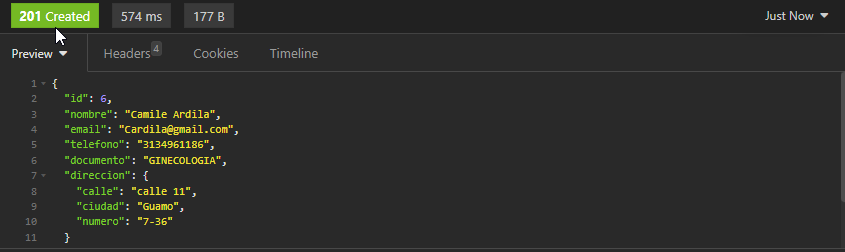 201 Created 574 ms 177 B Just Now
Preview Headers 4 Cookies Timeline
1 {
2 "id": 6,
3 "nombre": "Camile Ardila",
4 "email": "Cardila@gmail.com",
5 "telefono": "3134961186",
6 "documento": "GINECOLOGIA",
7 "direccion": {
8 "calle": "calle 11",
9 "ciudad": "Guamo",
10 "numero": "7-36"
11 }